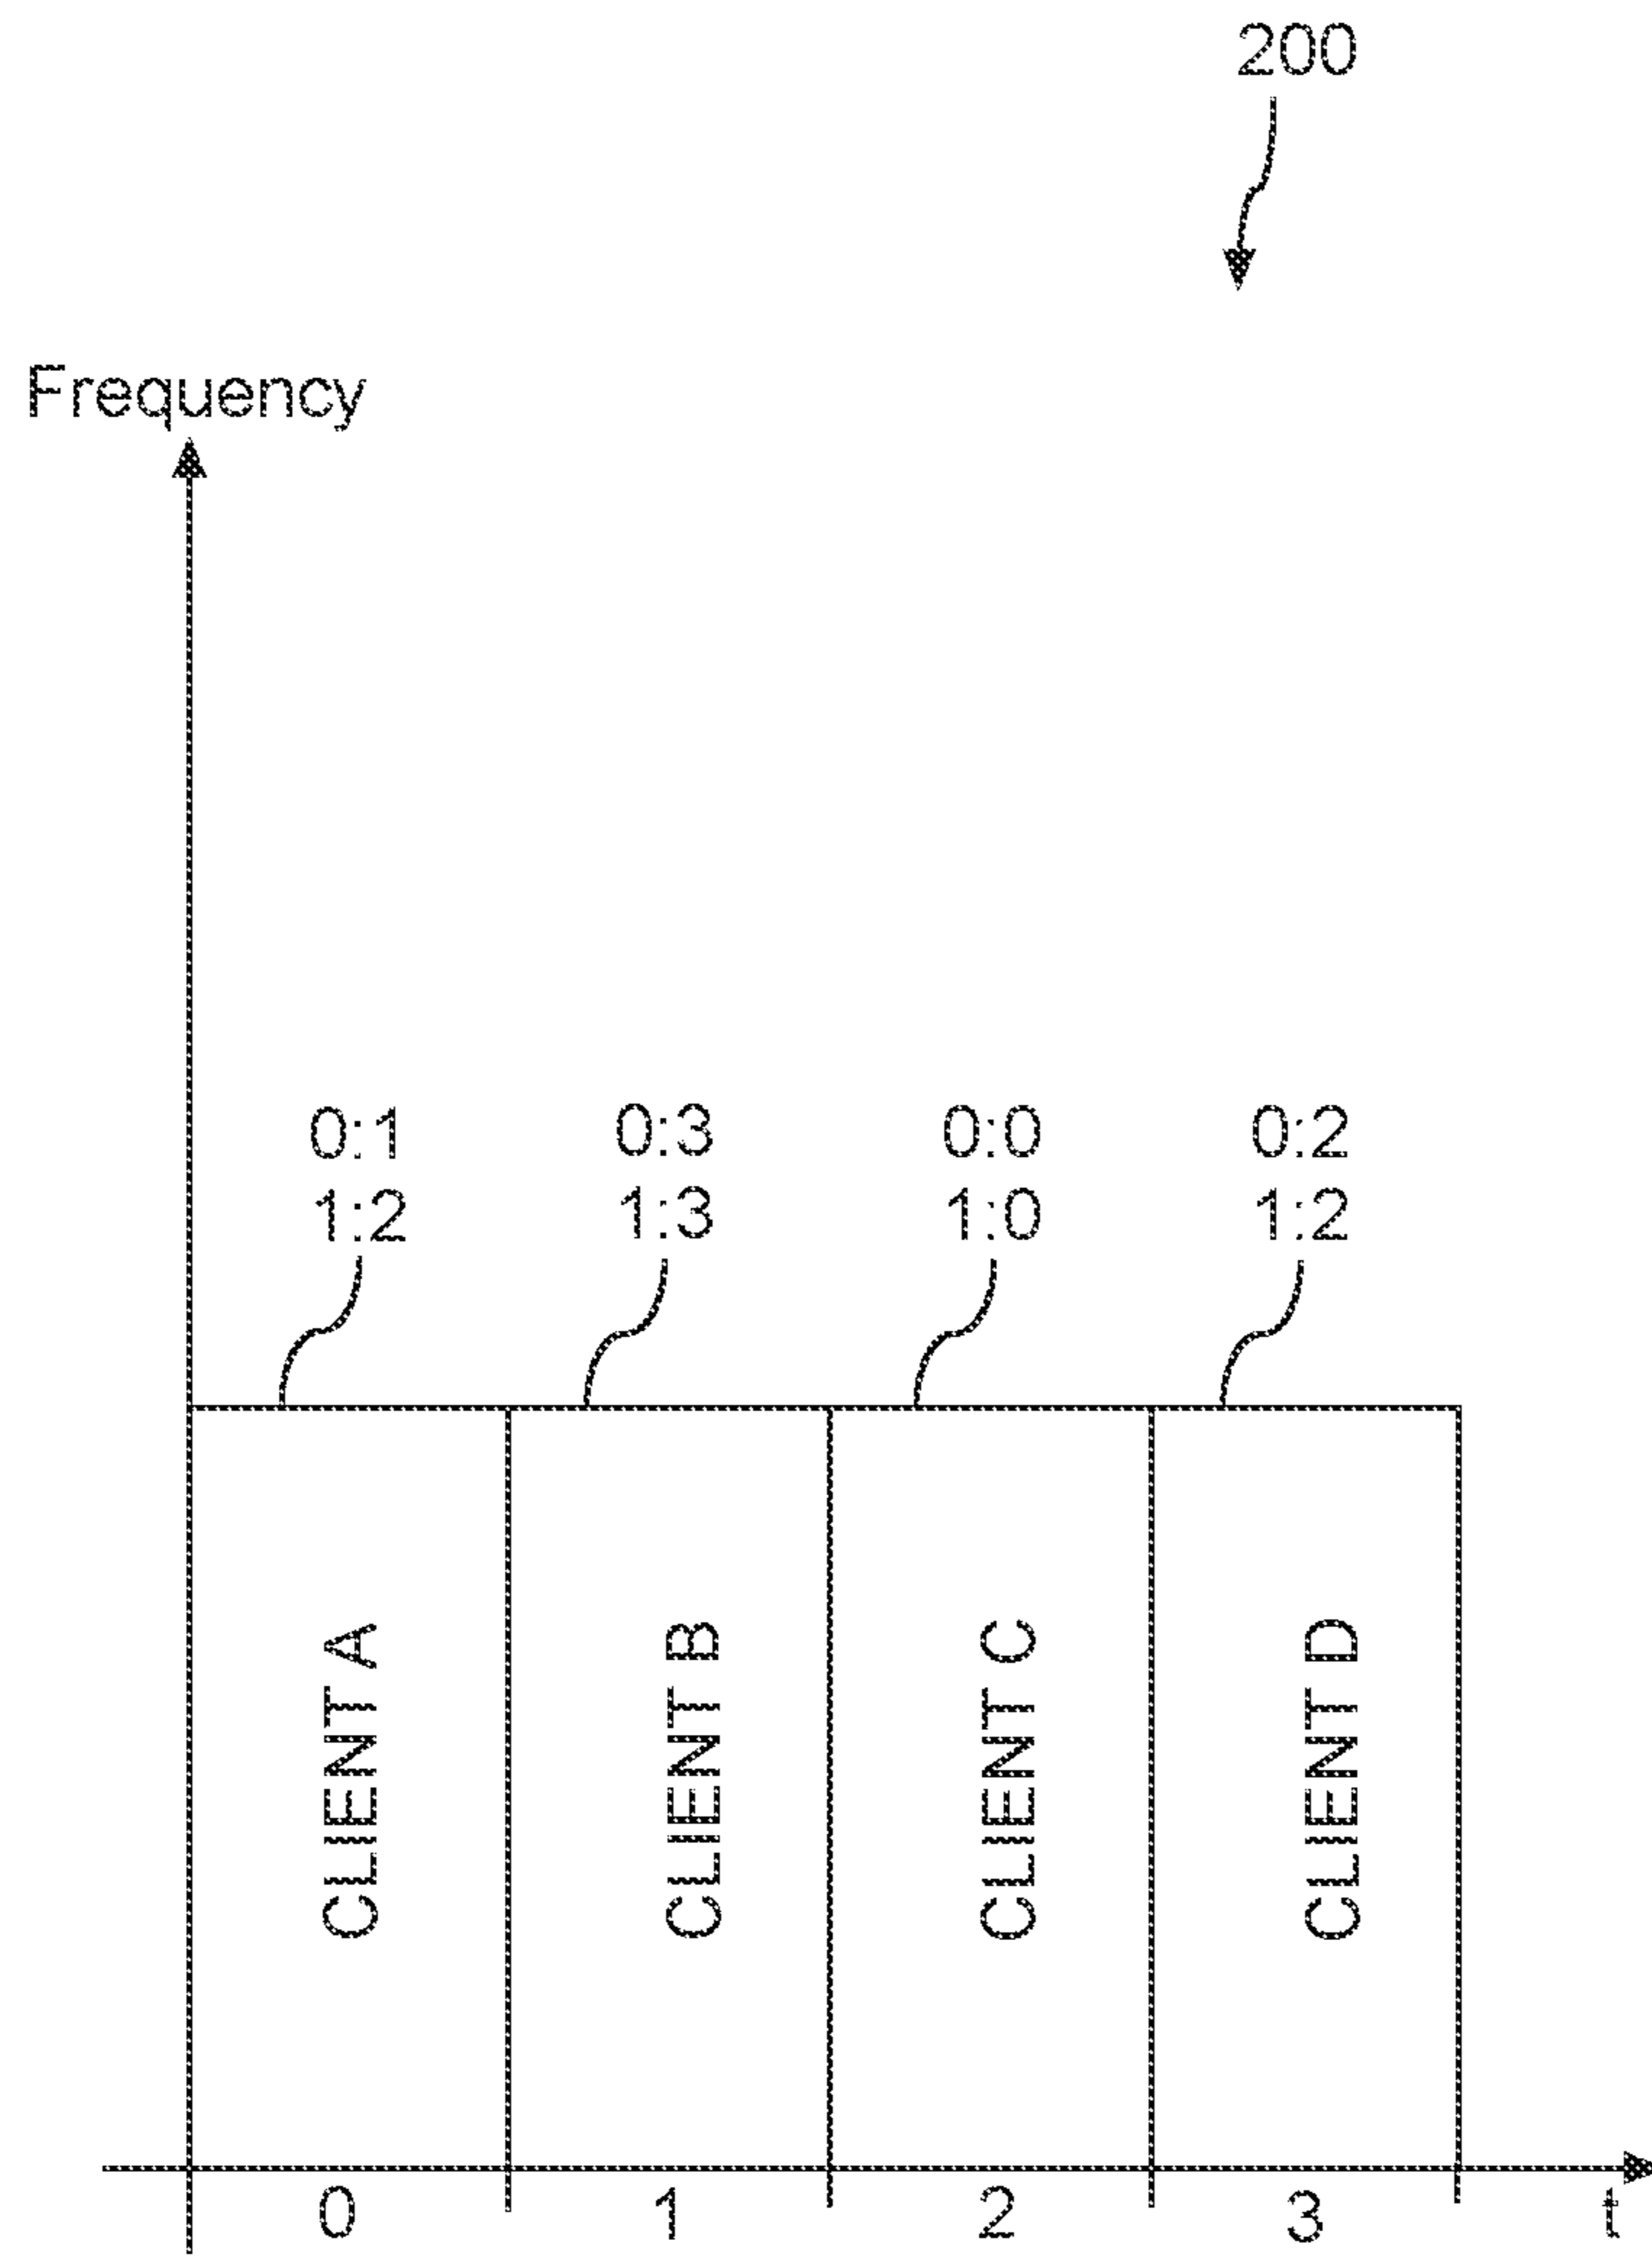 200
Frequency
0:1
1:2
0:3
1:3
0:0
1:0
0:2
1:2
CLIENT A
CLIENT B
CLIENT C
CLIENT D
0
1
2
3
t